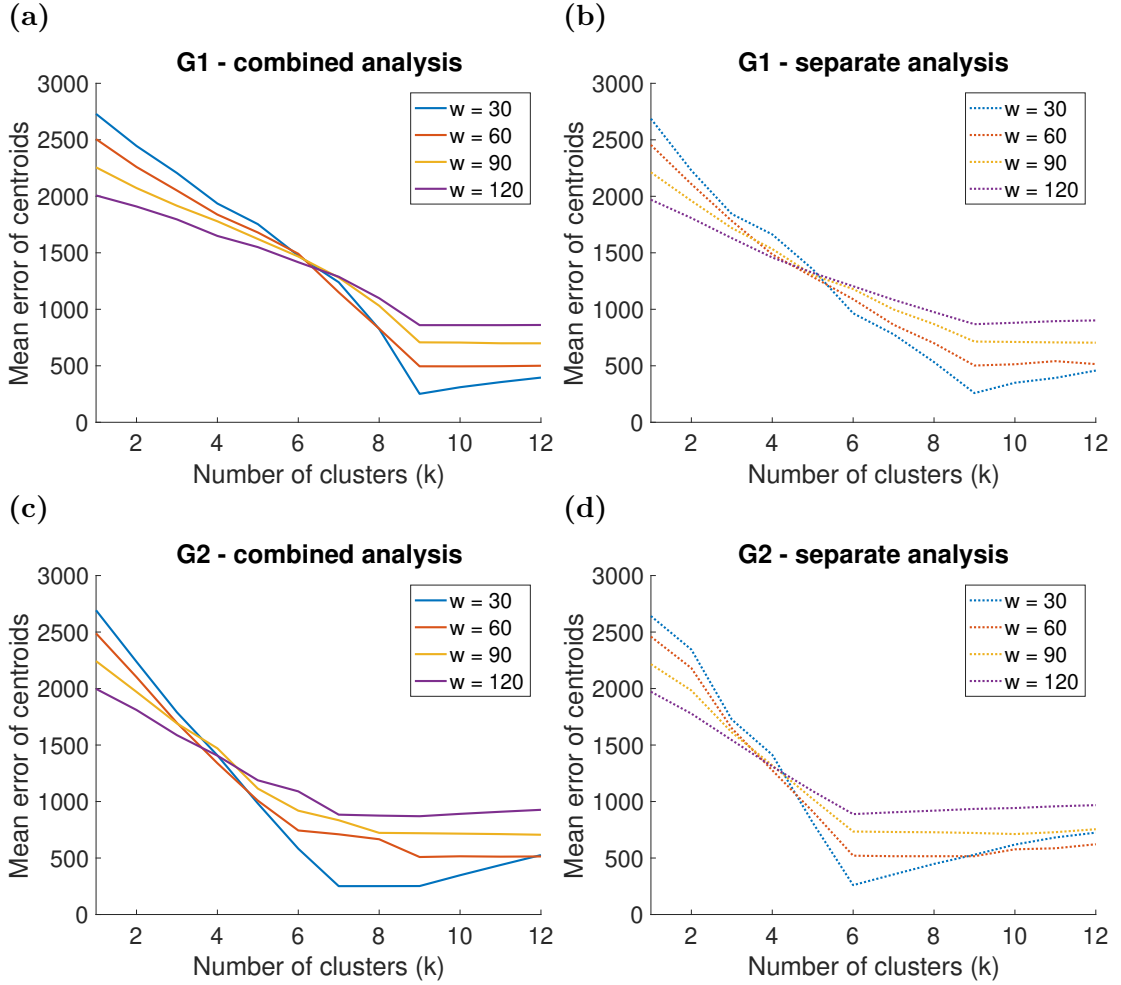 (a)
G1 - combined analysis
3000
2500
2000
1500
1000
500
0
Mean error of centroids
w = 30
w = 60
w = 90
w = 120
2 4 6 8 10 12
Number of clusters (k)
(b)
G1 - separate analysis
3000
2500
2000
1500
1000
500
0
Mean error of centroids
w = 30
w = 60
w = 90
w = 120
2 4 6 8 10 12
Number of clusters (k)
(c)
G2 - combined analysis
3000
2500
2000
1500
1000
500
0
Mean error of centroids
w = 30
w = 60
w = 90
w = 120
2 4 6 8 10 12
Number of clusters (k)
(d)
G2 - separate analysis
3000
2500
2000
1500
1000
500
0
Mean error of centroids
w = 30
w = 60
w = 90
w = 120
2 4 6 8 10 12
Number of clusters (k)